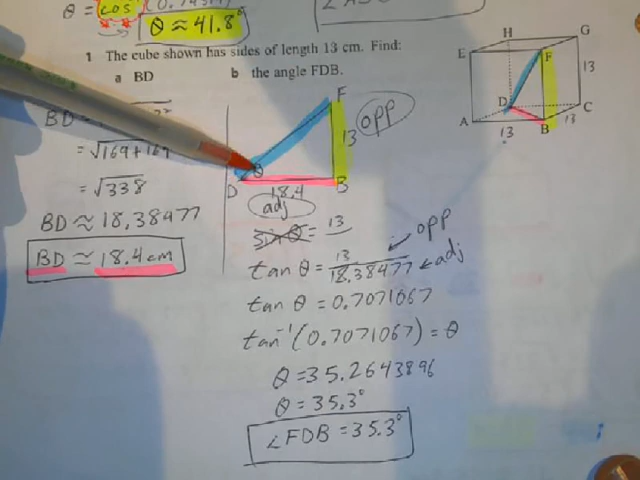 θ = cos
θ ≈ 41.8°
1 The cube shown has sides of length 13 cm. Find:
a BD b the angle FDB.
BD =
= √169+169
= √338
BD ≈ 18.38477
BD ≈ 18.4 cm
F
13
opp
θ
D
18.4
B
adj
sin θ = 13
tan θ = 13/18.38477
opp
adj
tan θ = 0.7071067
tan⁻¹(0.7071067) = θ
θ = 35.2643896
θ = 35.3°
∠FDB = 35.3°
H
G
E
F
13
D
C
A
B
13
13